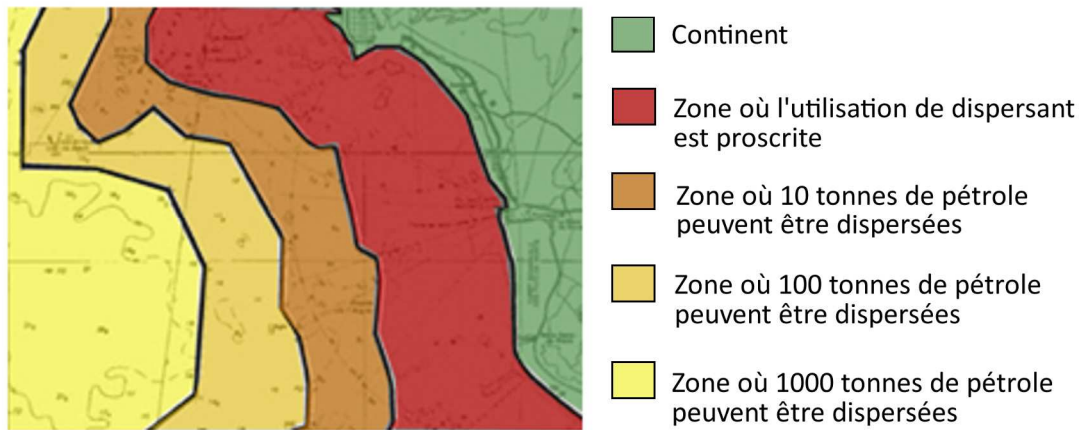 Continent
Zone où l'utilisation de dispersant
est proscrite
Zone où 10 tonnes de pétrole
peuvent être dispersées
Zone où 100 tonnes de pétrole
peuvent être dispersées
Zone où 1000 tonnes de pétrole
peuvent être dispersées